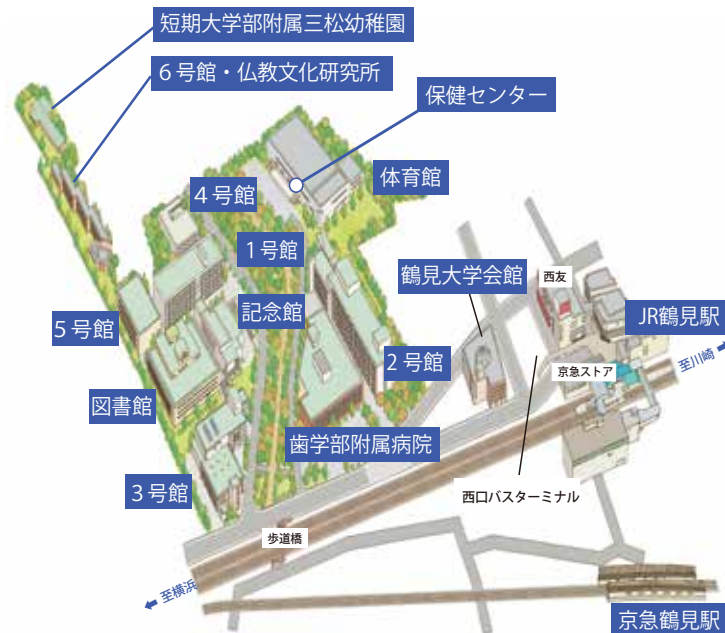 短期大学部附属三松幼稚園
６号館・仏教文化研究所
保健センター
体育館
４号館
１号館
鶴見大学会館
西友
記念館
JR鶴見駅
５号館
２号館
至川崎
京急ストア
図書館
歯学部附属病院
３号館
西口バスターミナル
歩道橋
至横浜
京急鶴見駅